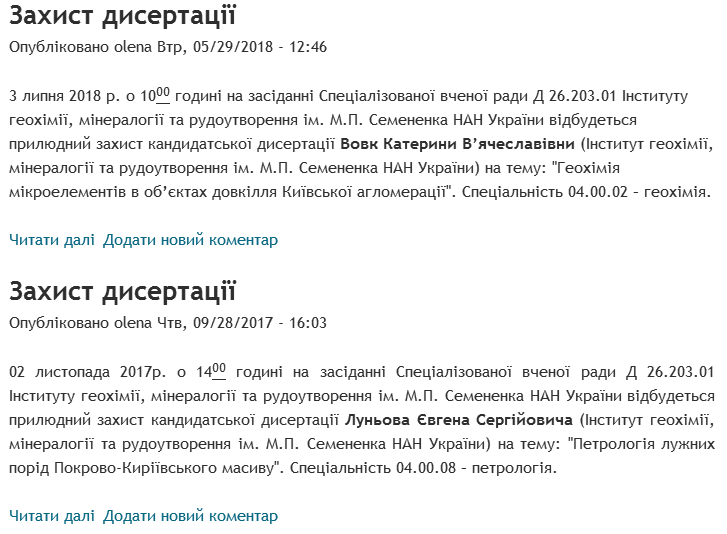 Захист дисертації
Опубліковано olena Втр, 05/29/2018 - 12:46
3 липня 2018 р. о 1000 годині на засіданні Спеціалізованої вченої ради Д 26.203.01 Інституту
геохімії, мінералогії та рудоутворення ім. М.П. Семененка НАН України відбудеться
прилюдний захист кандидатської дисертації Вовк Катерини В’ячеславівни (Інститут геохімії,
мінералогії та рудоутворення ім. М.П. Семененка НАН України) на тему: "Геохімія
мікроелементів в об’єктах довкілля Київської агломерації". Спеціальність 04.00.02 – геохімія.
Читати далі Додати новий коментар
Захист дисертації
Опубліковано olena Чтв, 09/28/2017 - 16:03
02 листопада 2017р. о 1400 годині на засіданні Спеціалізованої вченої ради Д 26.203.01
Інституту геохімії, мінералогії та рудоутворення ім. М.П. Семененка НАН України відбудеться
прилюдний захист кандидатської дисертації Луньова Євгена Сергійовича (Інститут геохімії,
мінералогії та рудоутворення ім. М.П. Семененка НАН України) на тему: "Петрологія лужних
порід Покрово-Киріївського масиву". Спеціальність 04.00.08 – петрологія.
Читати далі Додати новий коментар